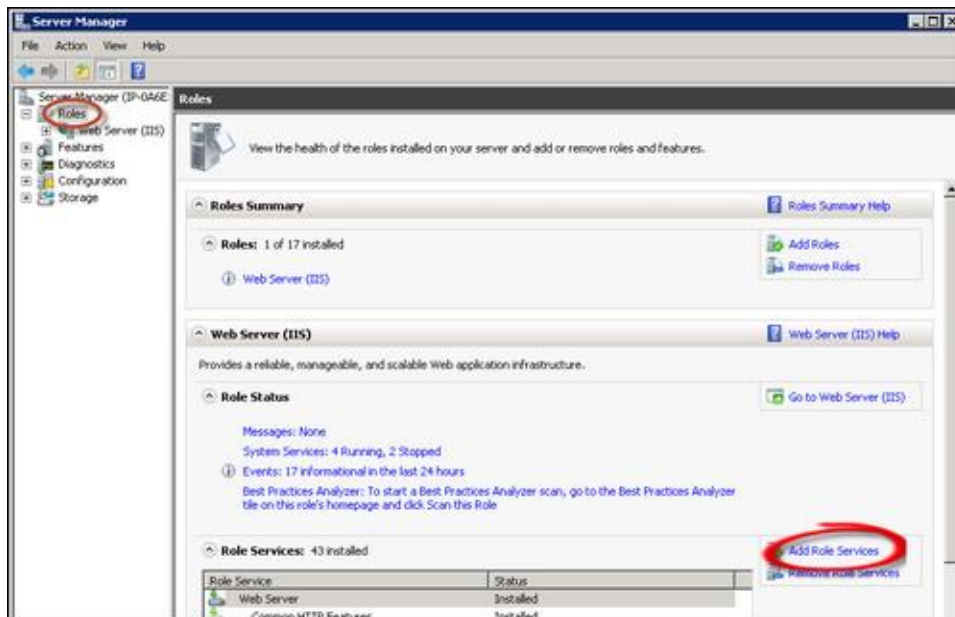 Server Manager
File Action View Help
Server Manager (IP-0A6E
Roles
Web Server (IIS)
Features
Diagnostics
Configuration
Storage
Roles
View the health of the roles installed on your server and add or remove roles and features.
Roles Summary
Roles Summary Help
Roles: 1 of 17 installed
Add Roles
Remove Roles
Web Server (IIS)
Web Server (IIS)
Web Server (IIS) Help
Provides a reliable, manageable, and scalable Web application infrastructure.
Role Status
Go to Web Server (IIS)
Messages: None
System Services: 4 Running, 2 Stopped
Events: 17 informational in the last 24 hours
Best Practices Analyzer: To start a Best Practices Analyzer scan, go to the Best Practices Analyzer
tile on this role's homepage and click Scan this Role
Role Services: 43 installed
Add Role Services
Remove Role Services
Role Service Status
Web Server Installed
Common HTTP Features Installed